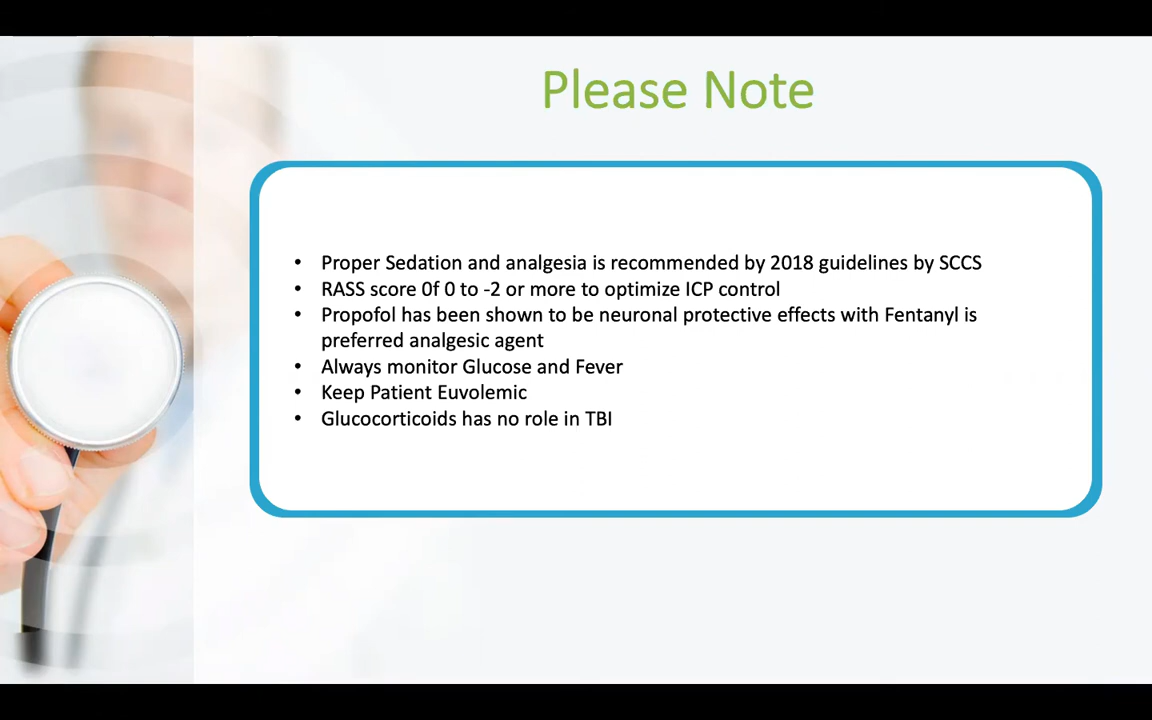 Please Note
• Proper Sedation and analgesia is recommended by 2018 guidelines by SCCS
• RASS score 0f 0 to -2 or more to optimize ICP control
• Propofol has been shown to be neuronal protective effects with Fentanyl is
preferred analgesic agent
• Always monitor Glucose and Fever
• Keep Patient Euvolemic
• Glucocorticoids has no role in TBI